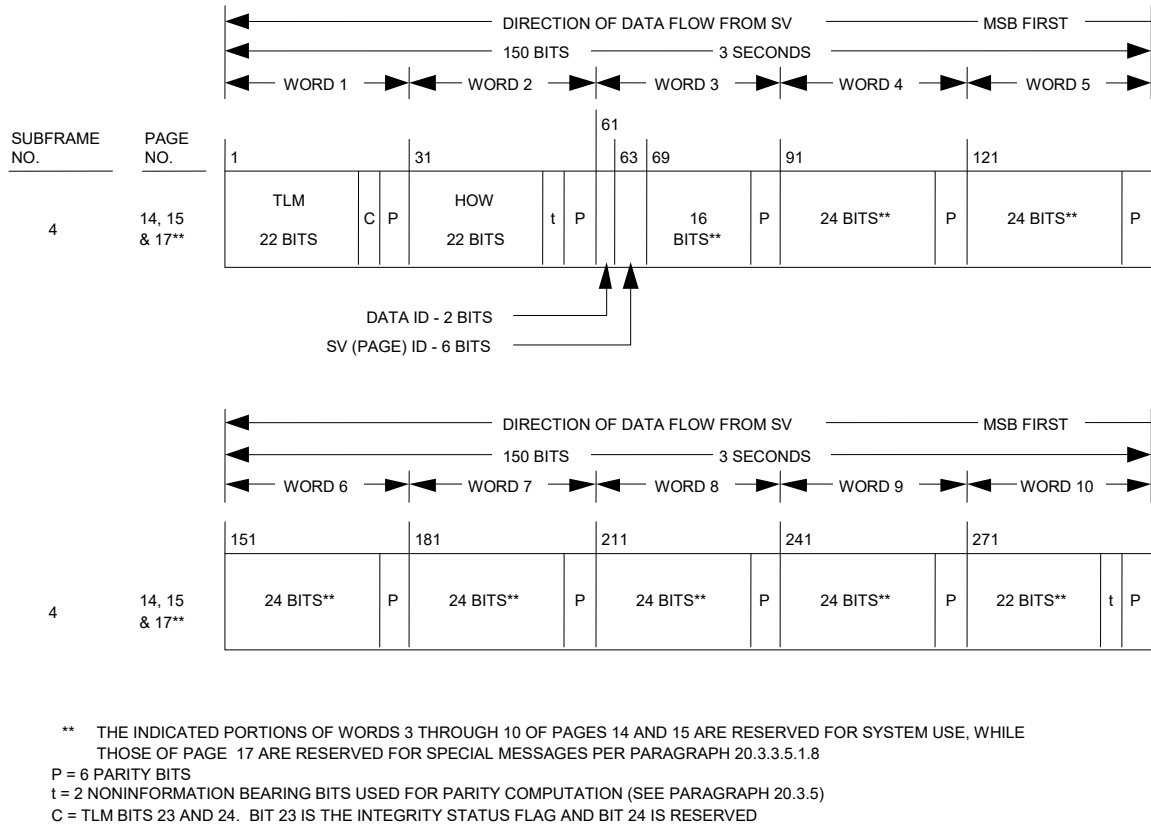 DIRECTION OF DATA FLOW FROM SV MSB FIRST
150 BITS 3 SECONDS
WORD 1 WORD 2 WORD 3 WORD 4 WORD 5
SUBFRAME NO.
PAGE NO.
1 31 61 63 69 91 121
4
14, 15
& 17**
TLM
22 BITS
C P
HOW
22 BITS
t P
16
BITS**
P
24 BITS** P
24 BITS** P
DATA ID - 2 BITS
SV (PAGE) ID - 6 BITS
DIRECTION OF DATA FLOW FROM SV MSB FIRST
150 BITS 3 SECONDS
WORD 6 WORD 7 WORD 8 WORD 9 WORD 10
151 181 211 241 271
4
14, 15
& 17**
24 BITS** P 24 BITS** P 24 BITS** P 24 BITS** P 22 BITS** t P
** THE INDICATED PORTIONS OF WORDS 3 THROUGH 10 OF PAGES 14 AND 15 ARE RESERVED FOR SYSTEM USE, WHILE
THOSE OF PAGE 17 ARE RESERVED FOR SPECIAL MESSAGES PER PARAGRAPH 20.3.3.5.1.8
P = 6 PARITY BITS
t = 2 NONINFORMATION BEARING BITS USED FOR PARITY COMPUTATION (SEE PARAGRAPH 20.3.5)
C = TLM BITS 23 AND 24. BIT 23 IS THE INTEGRITY STATUS FLAG AND BIT 24 IS RESERVED